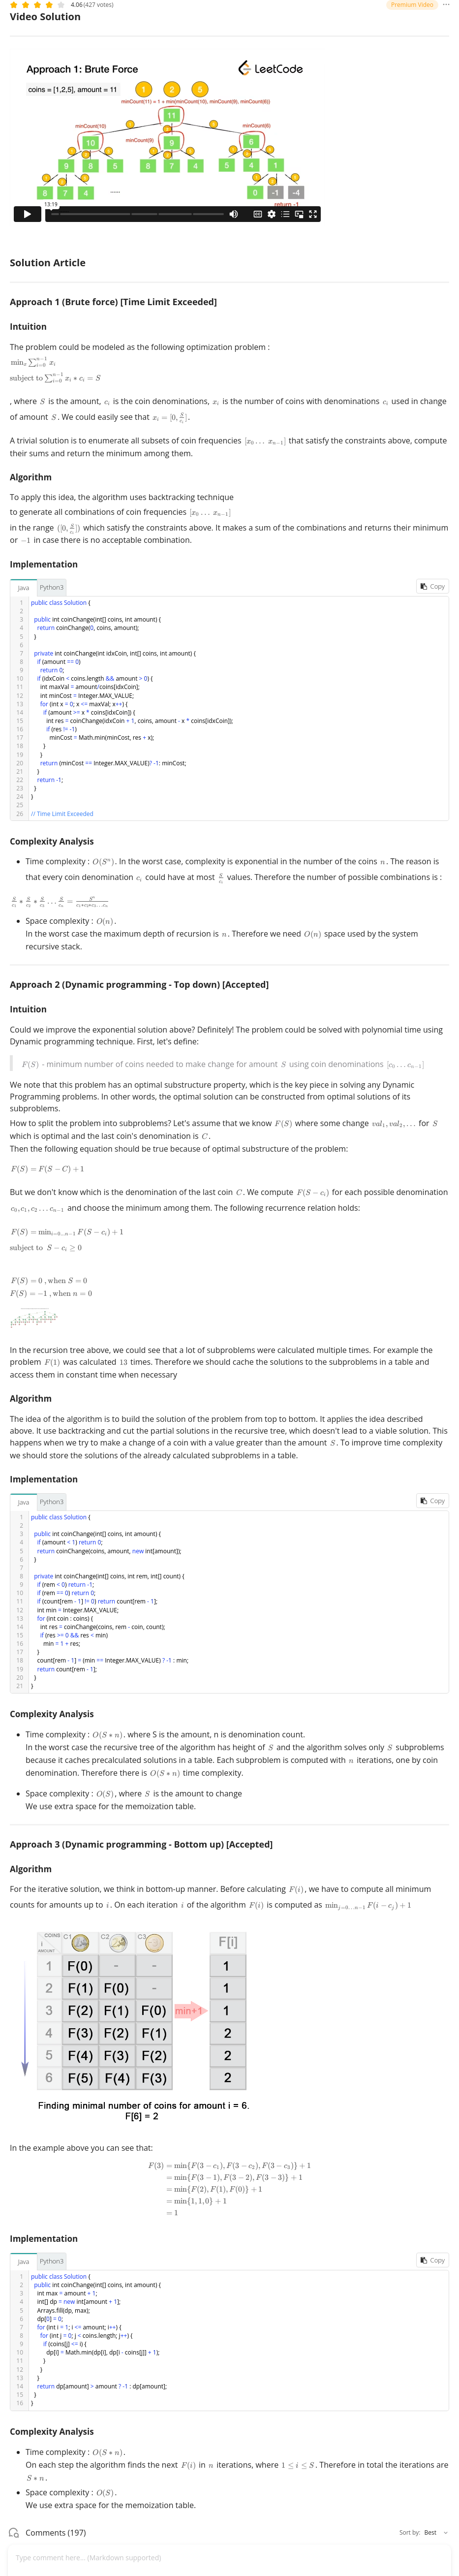 4.06 (427 votes)
Premium Video
Video Solution
Approach 1: Brute Force
LeetCode
coins = [1,2,5], amount = 11
1 2 5
minCount(11) = 1 + min(minCount(10), minCount(9), minCount(6))
11
minCount(10)
minCount(9)
minCount(6)
10 9 6
9 8 5 8 7 4 5 4 1
8 7 4 ...... 0 -1 -4
return -1
13:19
Solution Article
Approach 1 (Brute force) [Time Limit Exceeded]
Intuition
The problem could be modeled as the following optimization problem :
min_x ∑_{i=0}^{n−1} x_i
subject to ∑_{i=0}^{n−1} x_i * c_i = S
, where S is the amount, c_i is the coin denominations, x_i is the number of coins with denominations c_i used in change
of amount S. We could easily see that x_i = [0, S/c_i].
A trivial solution is to enumerate all subsets of coin frequencies [x_0 … x_{n−1}] that satisfy the constraints above, compute
their sums and return the minimum among them.
Algorithm
To apply this idea, the algorithm uses backtracking technique
to generate all combinations of coin frequencies [x_0 … x_{n−1}]
in the range ([0, S/c_i]) which satisfy the constraints above. It makes a sum of the combinations and returns their minimum
or −1 in case there is no acceptable combination.
Implementation
Java Python3 Copy
1 public class Solution {
2
3 public int coinChange(int[] coins, int amount) {
4 return coinChange(0, coins, amount);
5 }
6
7 private int coinChange(int idxCoin, int[] coins, int amount) {
8 if (amount == 0)
9 return 0;
10 if (idxCoin < coins.length && amount > 0) {
11 int maxVal = amount/coins[idxCoin];
12 int minCost = Integer.MAX_VALUE;
13 for (int x = 0; x <= maxVal; x++) {
14 if (amount >= x * coins[idxCoin]) {
15 int res = coinChange(idxCoin + 1, coins, amount - x * coins[idxCoin]);
16 if (res != -1)
17 minCost = Math.min(minCost, res + x);
18 }
19 }
20 return (minCost == Integer.MAX_VALUE)? -1: minCost;
21 }
22 return -1;
23 }
24 }
25
26 // Time Limit Exceeded
Complexity Analysis
• Time complexity : O(S^n). In the worst case, complexity is exponential in the number of the coins n. The reason is
that every coin denomination c_i could have at most S/c_i values. Therefore the number of possible combinations is :
S/c_1 * S/c_2 * S/c_3 … S/c_n = S^n/(c_1*c_2*c_3…c_n)
• Space complexity : O(n).
In the worst case the maximum depth of recursion is n. Therefore we need O(n) space used by the system
recursive stack.
Approach 2 (Dynamic programming - Top down) [Accepted]
Intuition
Could we improve the exponential solution above? Definitely! The problem could be solved with polynomial time using
Dynamic programming technique. First, let's define:
F(S) - minimum number of coins needed to make change for amount S using coin denominations [c_0 … c_{n−1}]
We note that this problem has an optimal substructure property, which is the key piece in solving any Dynamic
Programming problems. In other words, the optimal solution can be constructed from optimal solutions of its
subproblems.
How to split the problem into subproblems? Let's assume that we know F(S) where some change val_1, val_2, … for S
which is optimal and the last coin's denomination is C.
Then the following equation should be true because of optimal substructure of the problem:
F(S) = F(S − C) + 1
But we don't know which is the denomination of the last coin C. We compute F(S − c_i) for each possible denomination
c_0, c_1, c_2 … c_{n−1} and choose the minimum among them. The following recurrence relation holds:
F(S) = min_{i=0...n−1} F(S − c_i) + 1
subject to S − c_i ≥ 0
F(S) = 0 , when S = 0
F(S) = −1 , when n = 0
In the recursion tree above, we could see that a lot of subproblems were calculated multiple times. For example the
problem F(1) was calculated 13 times. Therefore we should cache the solutions to the subproblems in a table and
access them in constant time when necessary
Algorithm
The idea of the algorithm is to build the solution of the problem from top to bottom. It applies the idea described
above. It use backtracking and cut the partial solutions in the recursive tree, which doesn't lead to a viable solution. Тhis
happens when we try to make a change of a coin with a value greater than the amount S. To improve time complexity
we should store the solutions of the already calculated subproblems in a table.
Implementation
Java Python3 Copy
1 public class Solution {
2
3 public int coinChange(int[] coins, int amount) {
4 if (amount < 1) return 0;
5 return coinChange(coins, amount, new int[amount]);
6 }
7
8 private int coinChange(int[] coins, int rem, int[] count) {
9 if (rem < 0) return -1;
10 if (rem == 0) return 0;
11 if (count[rem - 1] != 0) return count[rem - 1];
12 int min = Integer.MAX_VALUE;
13 for (int coin : coins) {
14 int res = coinChange(coins, rem - coin, count);
15 if (res >= 0 && res < min)
16 min = 1 + res;
17 }
18 count[rem - 1] = (min == Integer.MAX_VALUE) ? -1 : min;
19 return count[rem - 1];
20 }
21 }
Complexity Analysis
• Time complexity : O(S * n). where S is the amount, n is denomination count.
In the worst case the recursive tree of the algorithm has height of S and the algorithm solves only S subproblems
because it caches precalculated solutions in a table. Each subproblem is computed with n iterations, one by coin
denomination. Therefore there is O(S * n) time complexity.
• Space complexity : O(S), where S is the amount to change
We use extra space for the memoization table.
Approach 3 (Dynamic programming - Bottom up) [Accepted]
Algorithm
For the iterative solution, we think in bottom-up manner. Before calculating F(i), we have to compute all minimum
counts for amounts up to i. On each iteration i of the algorithm F(i) is computed as min_{j=0…n−1} F(i − c_j) + 1
COINS i AMOUNT C1 C2 C3 F[i]
1 F(0) - - 1
2 F(1) F(0) - 1
3 F(2) F(1) F(0) min+1 1
4 F(3) F(2) F(1) 2
5 F(4) F(3) F(2) 2
6 F(5) F(4) F(3) 2
Finding minimal number of coins for amount i = 6.
F[6] = 2
In the example above you can see that:
F(3) = min{F(3 − c_1), F(3 − c_2), F(3 − c_3)} + 1
= min{F(3 − 1), F(3 − 2), F(3 − 3)} + 1
= min{F(2), F(1), F(0)} + 1
= min{1, 1, 0} + 1
= 1
Implementation
Java Python3 Copy
1 public class Solution {
2 public int coinChange(int[] coins, int amount) {
3 int max = amount + 1;
4 int[] dp = new int[amount + 1];
5 Arrays.fill(dp, max);
6 dp[0] = 0;
7 for (int i = 1; i <= amount; i++) {
8 for (int j = 0; j < coins.length; j++) {
9 if (coins[j] <= i) {
10 dp[i] = Math.min(dp[i], dp[i - coins[j]] + 1);
11 }
12 }
13 }
14 return dp[amount] > amount ? -1 : dp[amount];
15 }
16 }
Complexity Analysis
• Time complexity : O(S * n).
On each step the algorithm finds the next F(i) in n iterations, where 1 ≤ i ≤ S. Therefore in total the iterations are
S * n.
• Space complexity : O(S).
We use extra space for the memoization table.
Comments (197)
Sort by: Best
Type comment here... (Markdown supported)